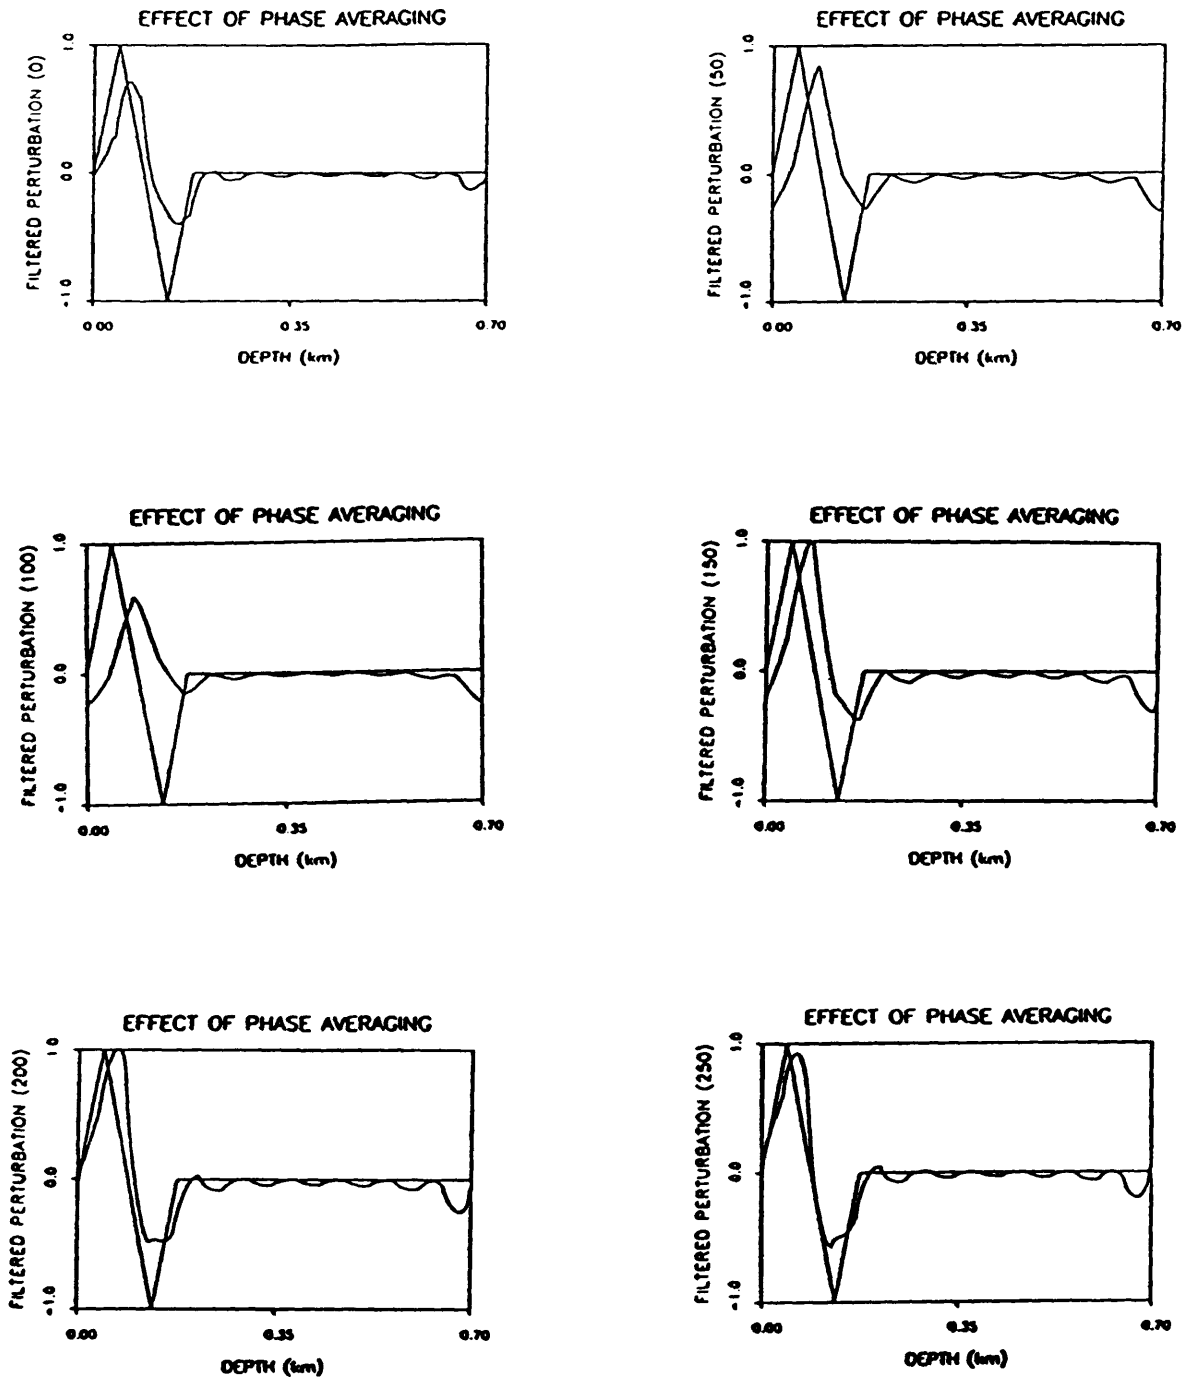 EFFECT OF PHASE AVERAGING
FILTERED PERTURBATION (0)
1.0
0.0
-1.0
0.00 0.35 0.70
DEPTH (km)
EFFECT OF PHASE AVERAGING
FILTERED PERTURBATION (50)
1.0
0.0
-1.0
0.00 0.35 0.70
DEPTH (km)
EFFECT OF PHASE AVERAGING
FILTERED PERTURBATION (100)
1.0
0.0
-1.0
0.00 0.35 0.70
DEPTH (km)
EFFECT OF PHASE AVERAGING
FILTERED PERTURBATION (150)
1.0
0.0
-1.0
0.00 0.35 0.70
DEPTH (km)
EFFECT OF PHASE AVERAGING
FILTERED PERTURBATION (200)
1.0
0.0
-1.0
0.00 0.35 0.70
DEPTH (km)
EFFECT OF PHASE AVERAGING
FILTERED PERTURBATION (250)
1.0
0.0
-1.0
0.00 0.35 0.70
DEPTH (km)